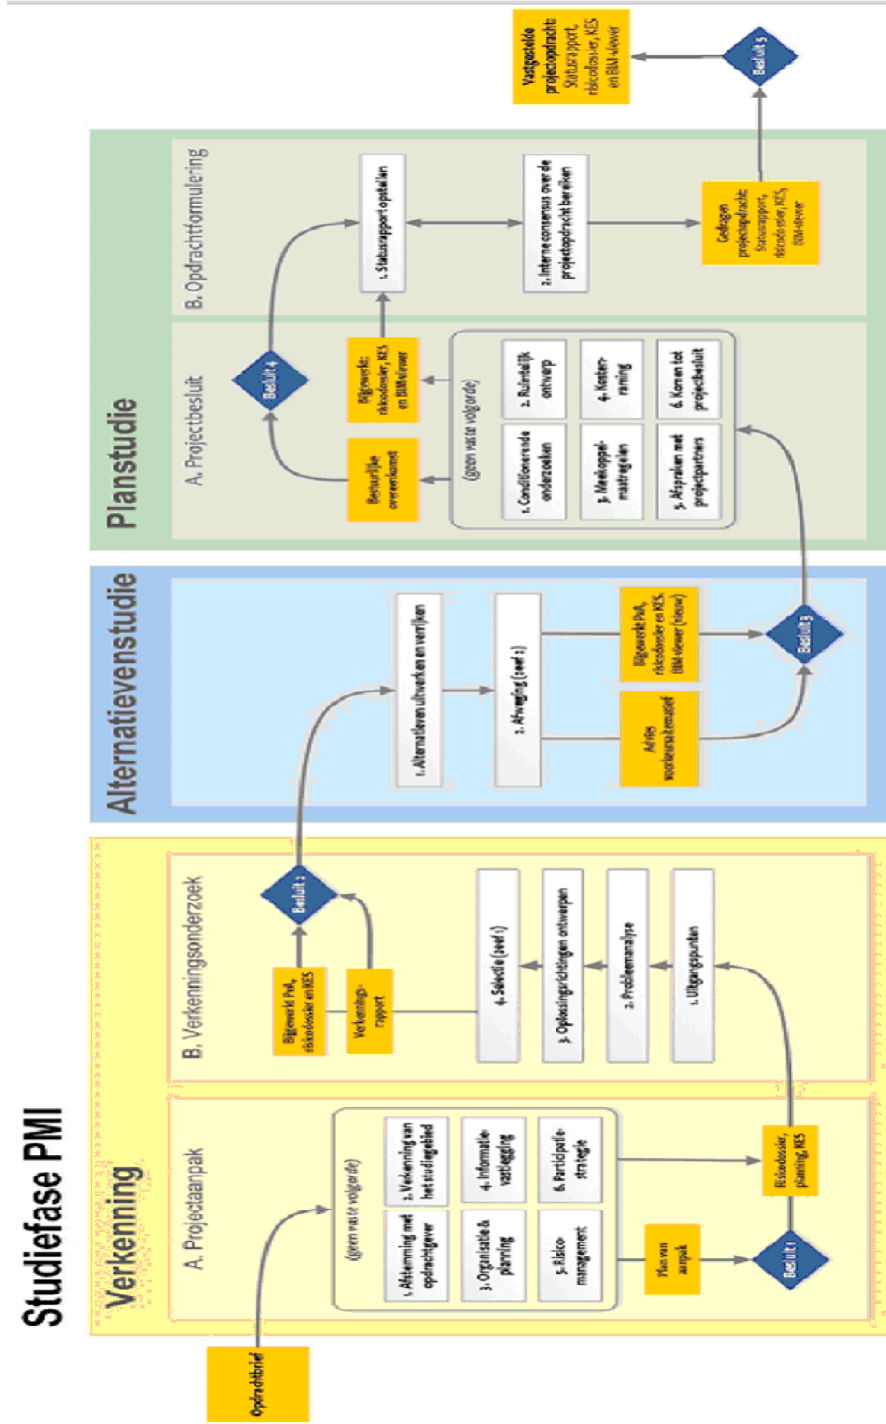 Studiefase PMI
Verkenning
Opdrachtbrief
A. Projectaanpak
(geen vaste volgorde)
1. Afstemming met
opdrachtgever
2. Verkenning van
het studiegebied
3. Organisatie &
planning
4. Informatie-
vastlegging
5. Risico-
management
6. Participatie-
strategie
Plan van
aanpak
Besluit 1
Risicodossier,
planning, KES
B. Verkenningsonderzoek
1. Uitgangspunten
2. Probleemanalyse
3. Oplossingsrichtingen ontwerpen
4. Selectie (zeef 1)
Verkennings-
rapport
Bijgewerkt PvA,
risicodossier en KES
Besluit 2
Alternatievenstudie
1. Alternatieven uitwerken en verrijken
2. Afweging (zeef 2)
Advies
voorkeursalternatief
Bijgewerkt PvA,
risicodossier en KES.
BIM-viewer (nieuw)
Besluit 3
Planstudie
A. Projectbesluit
(geen vaste volgorde)
1. Conditionerende
onderzoeken
2. Ruimtelijk
ontwerp
3. Meekoppel-
maatregelen
4. Kosten-
raming
5. Afspraken met
projectpartners
6. Komen tot
projectbesluit
Bestuurlijke
overeenkomst
Bijgewerkt:
risicodossier, KES
en BIM-viewer
Besluit 4
B. Opdrachtformulering
1. Statusrapport opstellen
2. Interne consensus over de
projectopdracht bereiken
Gedragen
projectopdracht:
Statusrapport,
risicodossier, KES,
BIM-viewer
Besluit 5
Vastgestelde
projectopdracht:
Statusrapport,
risicodossier, KES
en BIM-viewer